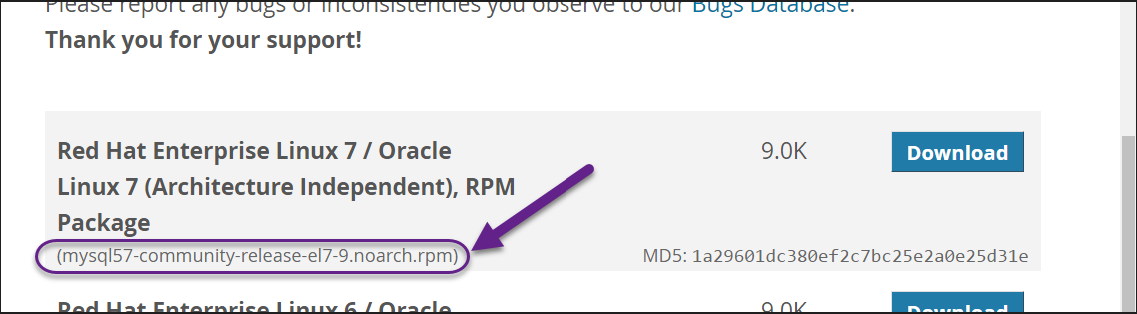 Please report any bugs or inconsistencies you observe to our Bugs Database.
Thank you for your support!
Red Hat Enterprise Linux 7 / Oracle
Linux 7 (Architecture Independent), RPM
Package
9.0K
Download
(mysql57-community-release-el7-9.noarch.rpm)
MD5: 1a29601dc380ef2c7bc25e2a0e25d31e
Red Hat Enterprise Linux 6 / Oracle
9.0K
Download